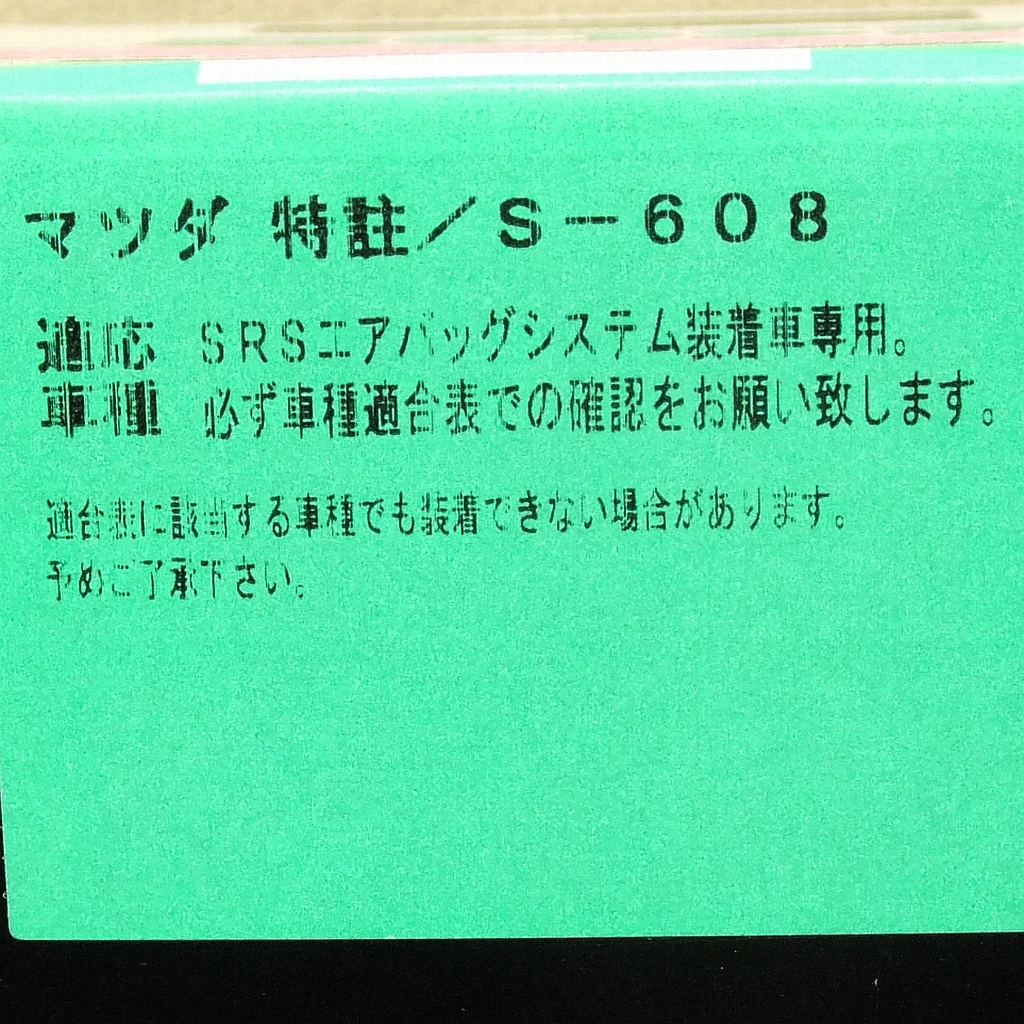 マツダ 特註／S－608
適応 SRSエアバッグシステム装着車専用。
車種 必ず車種適合表での確認をお願い致します。
適合表に該当する車種でも装着できない場合があります。
予めご了承下さい。